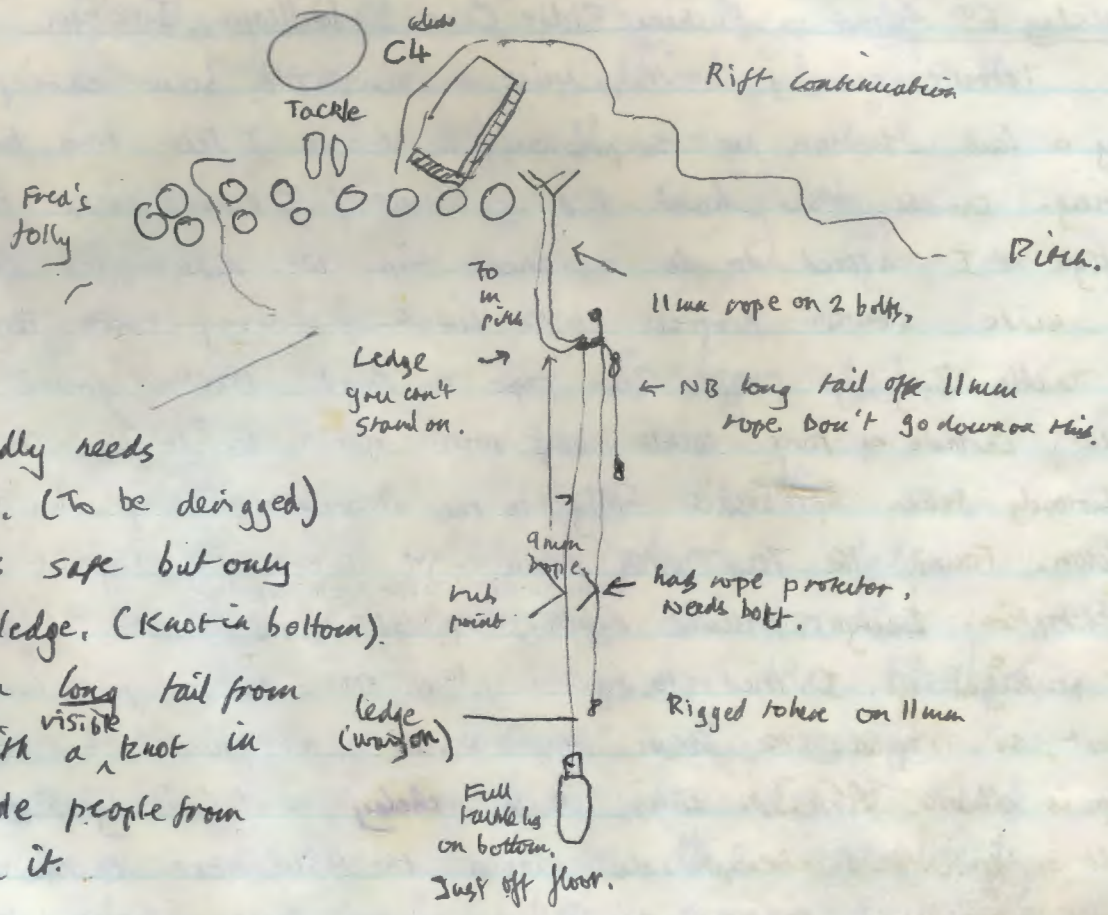 C4
Tackle
Rift Continuation
Fred's
folly
Pitch.
11mm rope on 2 bolts.
Ledge
you can't
stand on.
← NB long tail off 11mm
rope. Don't go down on this.
dly needs
. (To be derigged)
s safe but only
ledge. (Knot in bottom).
n long tail from
th a visible knot in
de people from
it.
9mm
rope
rub
point
← has rope protector.
Needs bolt.
ledge
Rigged to here on 11mm
Full
tackle bag
on bottom.
Just off floor.